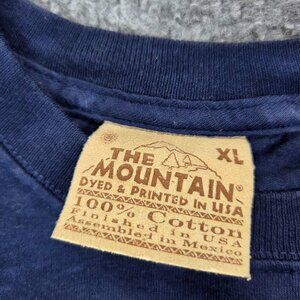 THE
XL
MOUNTAIN®
DYED & PRINTED IN USA
100% Cotton
Finished in USA
Assembled in Mexico